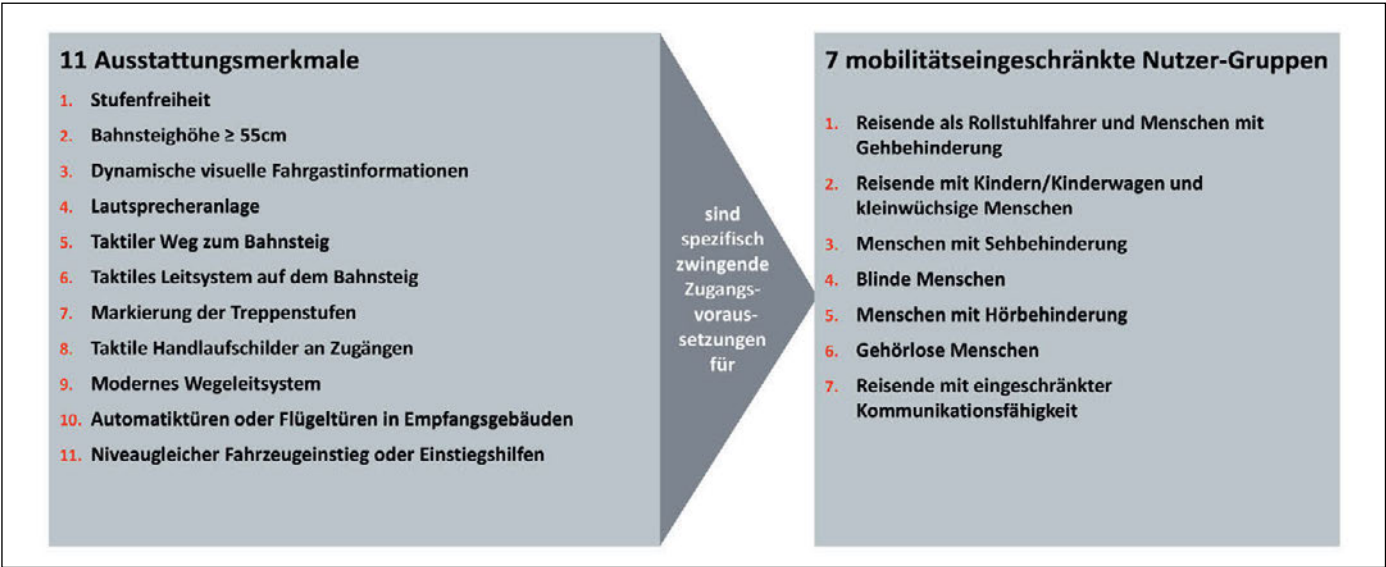 11 Ausstattungsmerkmale
1. Stufenfreiheit
2. Bahnsteighöhe ≥ 55cm
3. Dynamische visuelle Fahrgastinformationen
4. Lautsprecheranlage
5. Taktiler Weg zum Bahnsteig
6. Taktiles Leitsystem auf dem Bahnsteig
7. Markierung der Treppenstufen
8. Taktile Handlaufschilder an Zugängen
9. Modernes Wegeleitsystem
10. Automatiktüren oder Flügeltüren in Empfangsgebäuden
11. Niveaugleicher Fahrzeugeinstieg oder Einstiegshilfen
sind
spezifisch
zwingende
Zugangs-
voraus-
setzungen
für
7 mobilitätseingeschränkte Nutzer-Gruppen
1. Reisende als Rollstuhlfahrer und Menschen mit
Gehbehinderung
2. Reisende mit Kindern/Kinderwagen und
kleinwüchsige Menschen
3. Menschen mit Sehbehinderung
4. Blinde Menschen
5. Menschen mit Hörbehinderung
6. Gehörlose Menschen
7. Reisende mit eingeschränkter
Kommunikationsfähigkeit